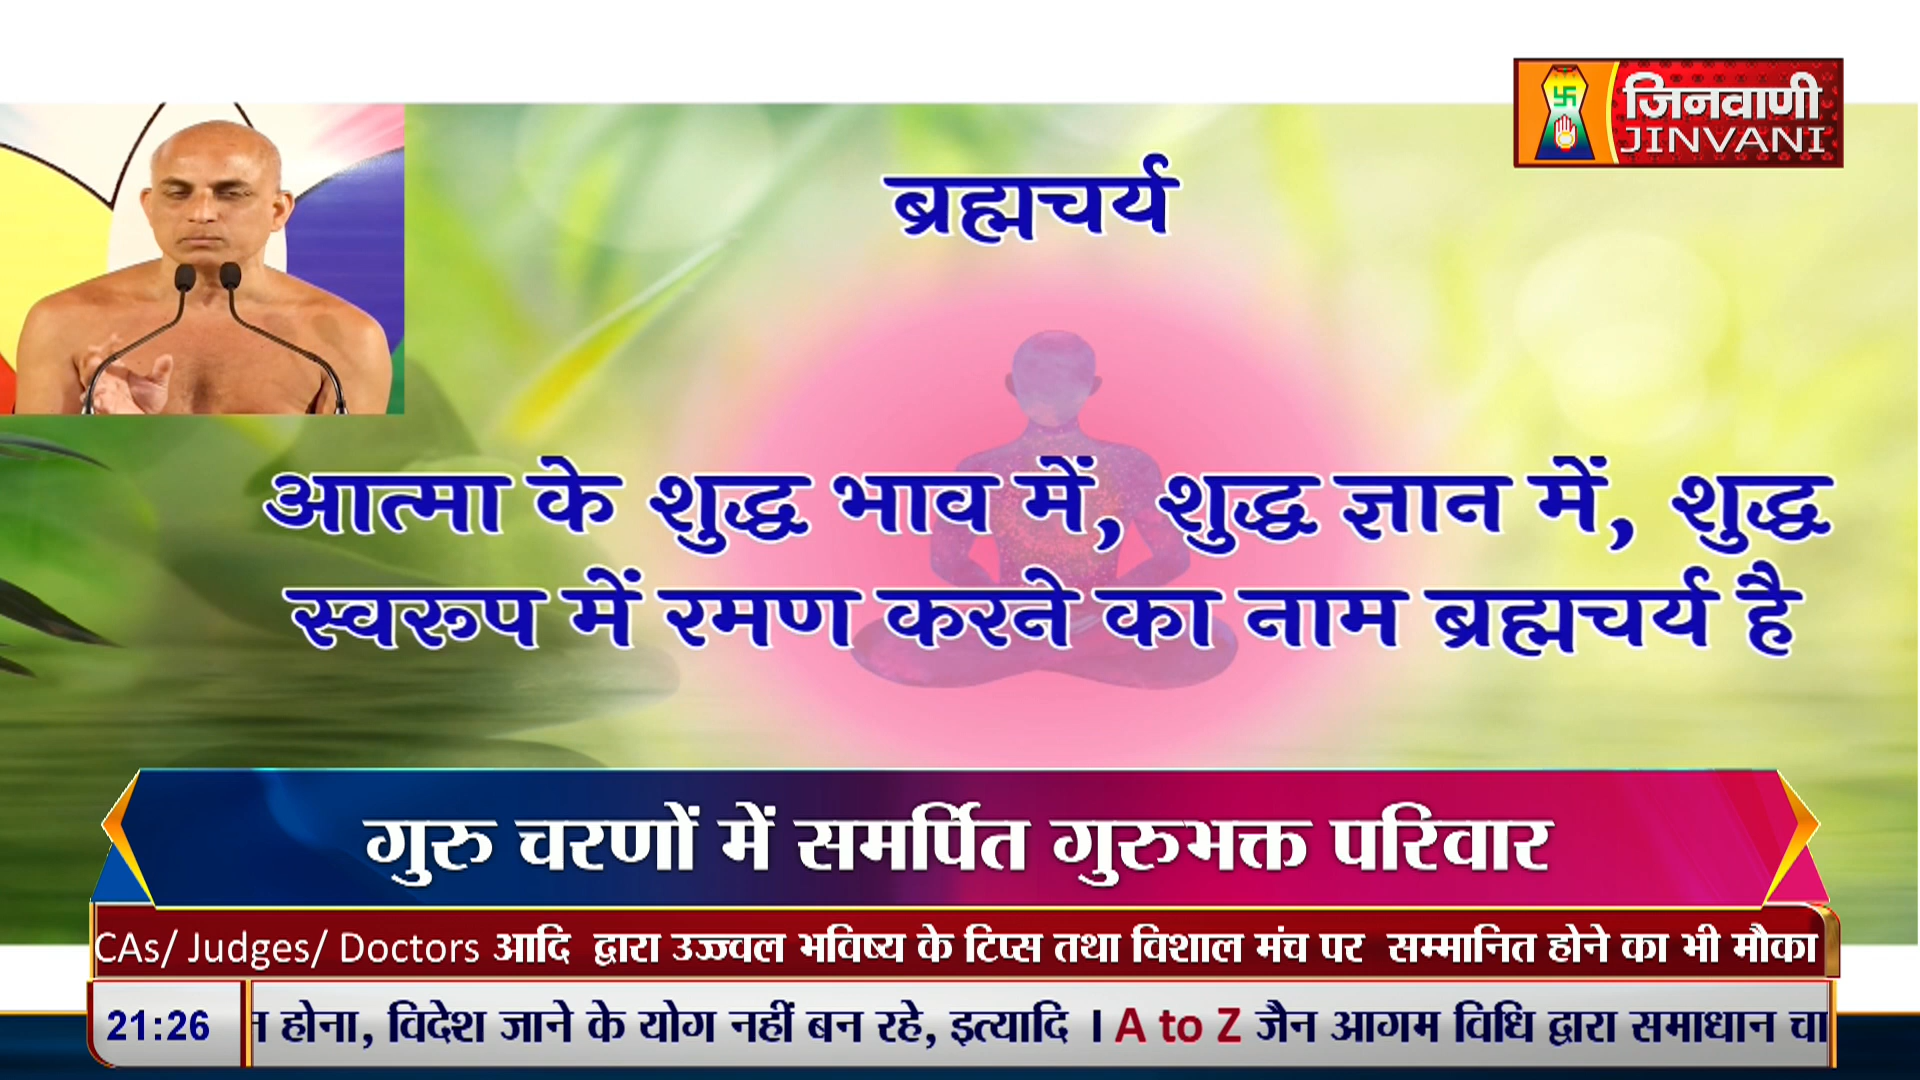 जिनवाणी
JINVANI
ब्रह्मचर्य
आत्मा के शुद्ध भाव में, शुद्ध ज्ञान में, शुद्ध
स्वरूप में रमण करने का नाम ब्रह्मचर्य है
गुरु चरणों में समर्पित गुरुभक्त परिवार
CAs/ Judges/ Doctors आदि द्वारा उज्ज्वल भविष्य के टिप्स तथा विशाल मंच पर सम्मानित होने का भी मौका
21:26
होना, विदेश जाने के योग नहीं बन रहे, इत्यादि । A to Z जैन आगम विधि द्वारा समाधान चा